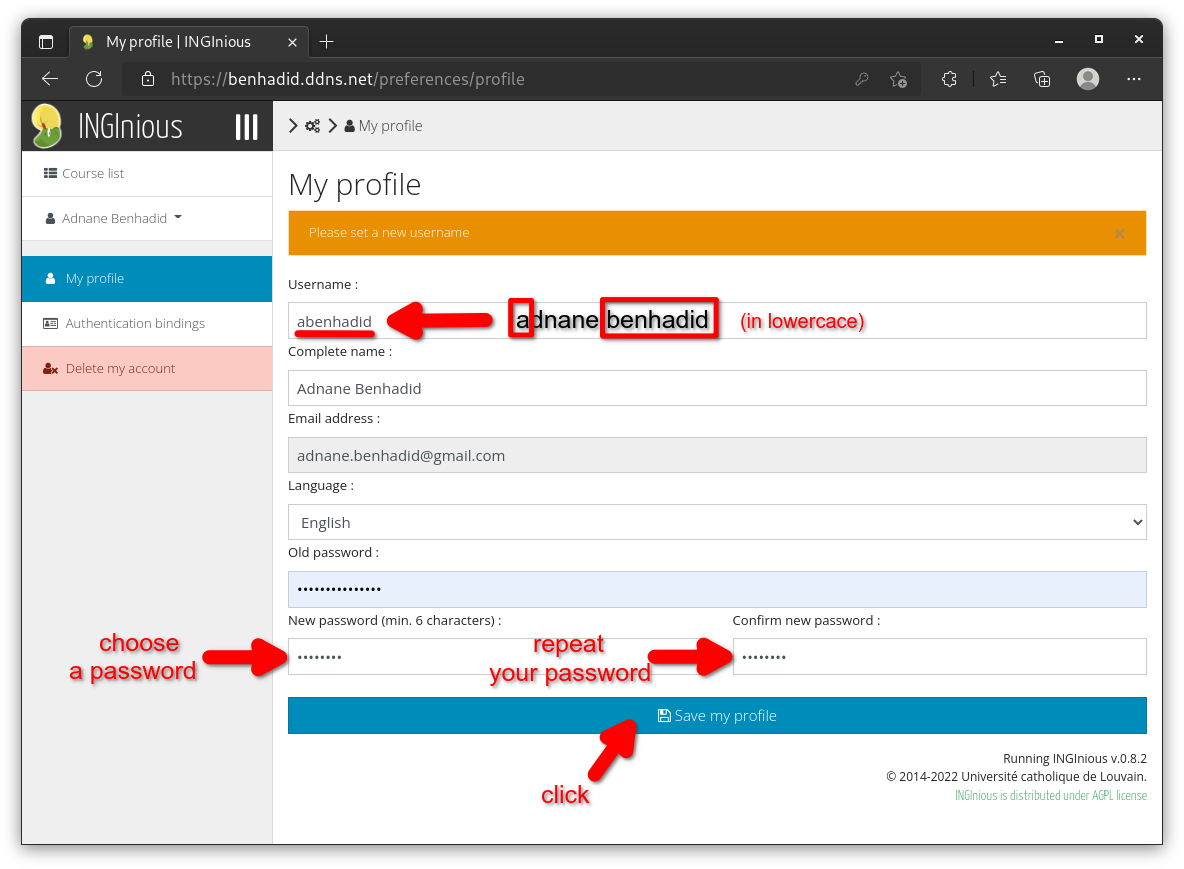 My profile | INGInious
https://benhadid.ddns.net/preferences/profile
INGInious
My profile
Course list
Adnane Benhadid
My profile
Authentication bindings
Delete my account
My profile
Please set a new username
Username :
abenhadid
adnane benhadid (in lowercace)
Complete name :
Adnane Benhadid
Email address :
adnane.benhadid@gmail.com
Language :
English
Old password :
•••••••••••••••
New password (min. 6 characters) :
Confirm new password :
choose
a password
••••••••
repeat
your password
••••••••
Save my profile
click
Running INGInious v.0.8.2
© 2014-2022 Université catholique de Louvain.
INGInious is distributed under AGPL license